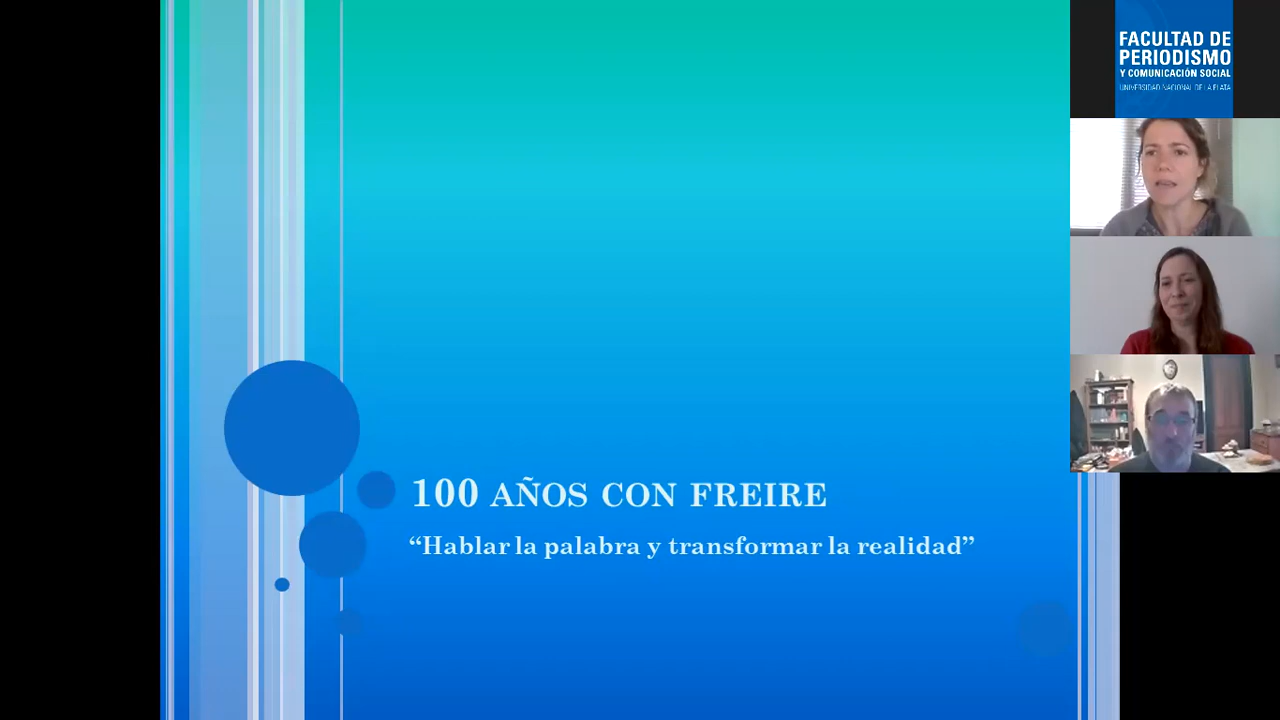 FACULTAD DE
PERIODISMO
Y COMUNICACIÓN SOCIAL
UNIVERSIDAD NACIONAL DE LA PLATA
100 AÑOS CON FREIRE
“Hablar la palabra y transformar la realidad”